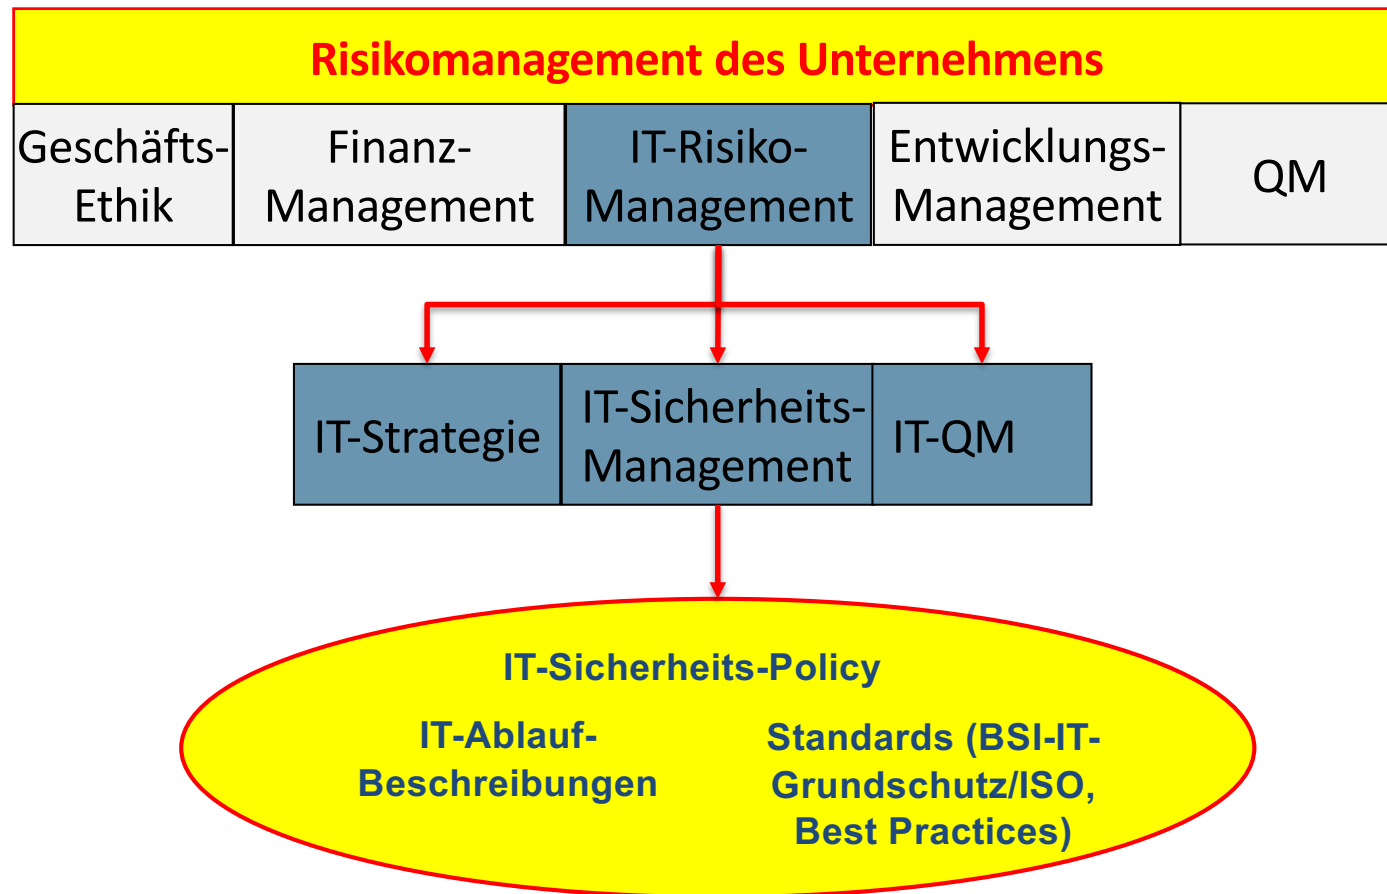 Risikomanagement des Unternehmens
Geschäfts-
Ethik
Finanz-
Management
IT-Risiko-
Management
Entwicklungs-
Management
QM
IT-Strategie
IT-Sicherheits-
Management
IT-QM
IT-Sicherheits-Policy
IT-Ablauf-
Beschreibungen
Standards (BSI-IT-
Grundschutz/ISO,
Best Practices)